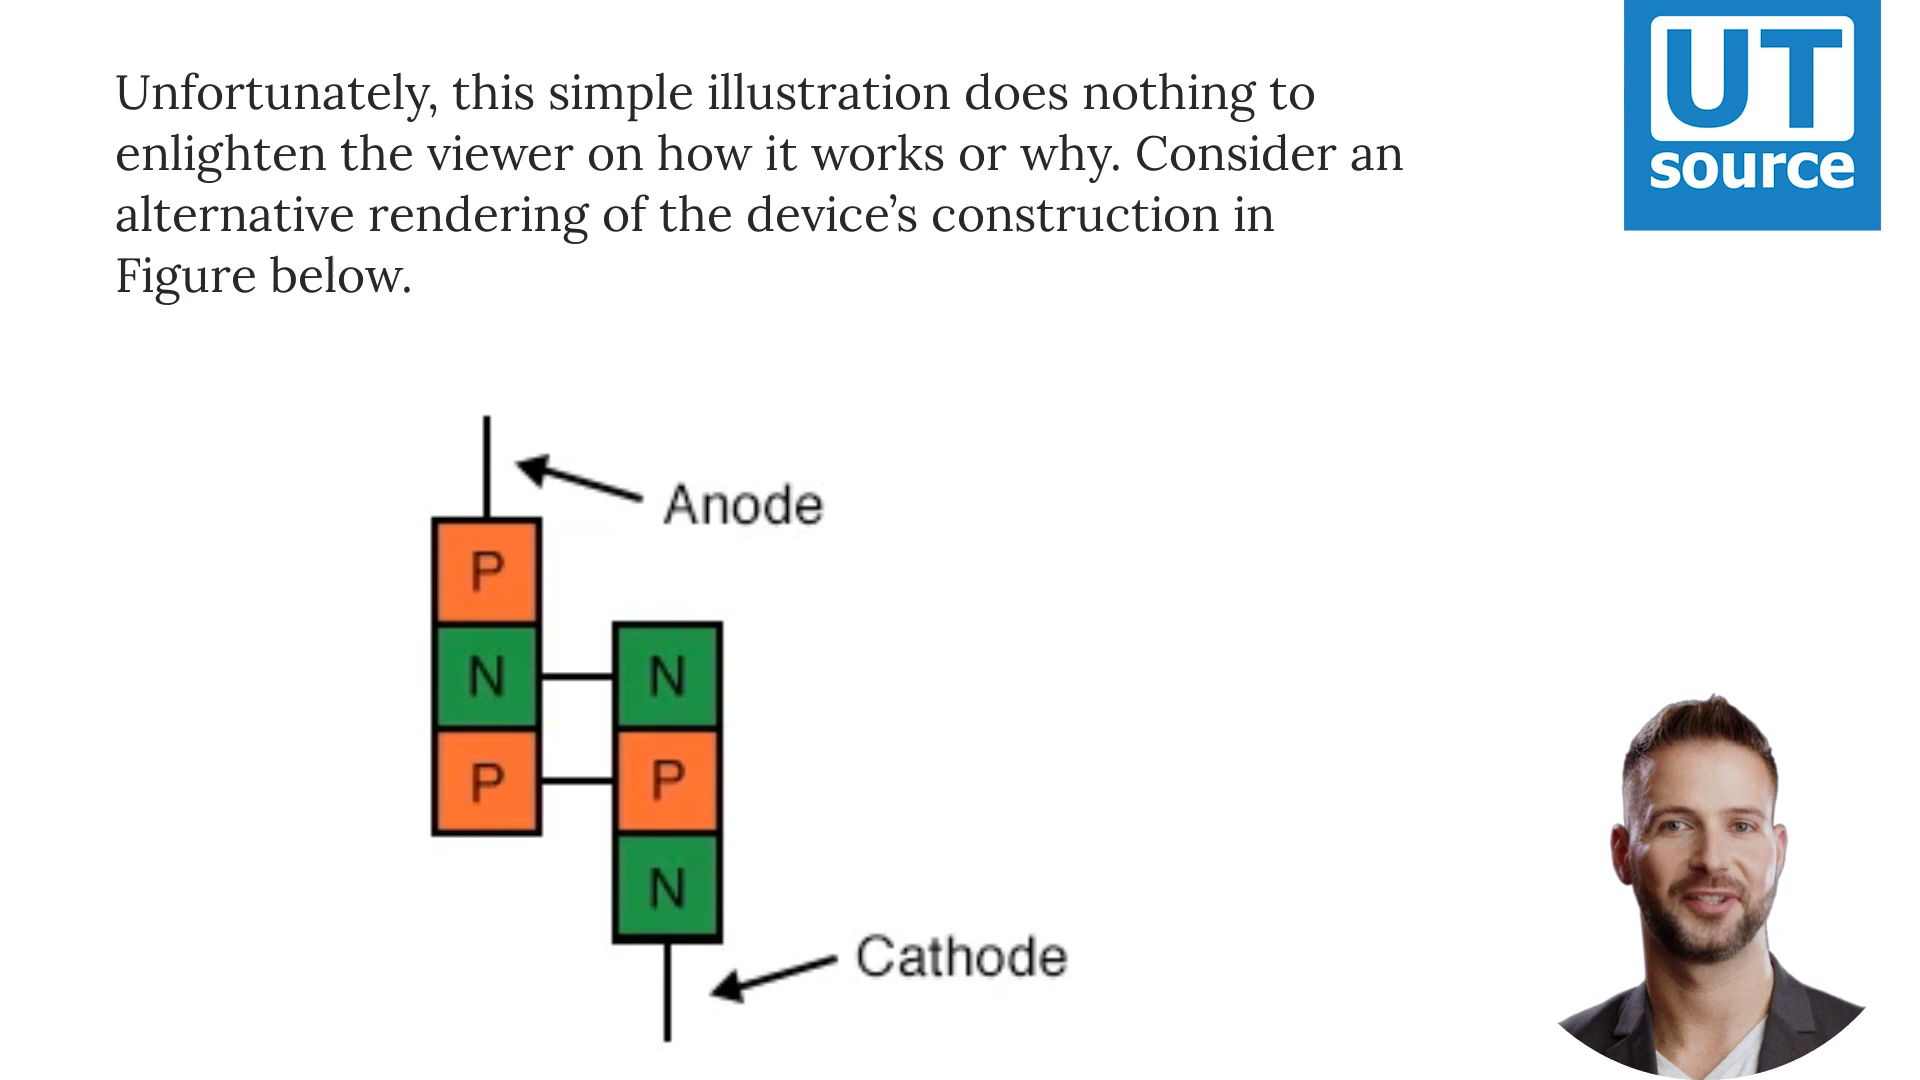 Unfortunately, this simple illustration does nothing to
enlighten the viewer on how it works or why. Consider an
alternative rendering of the device’s construction in
Figure below.
UT
source
Anode
P
N N
P P
N
Cathode